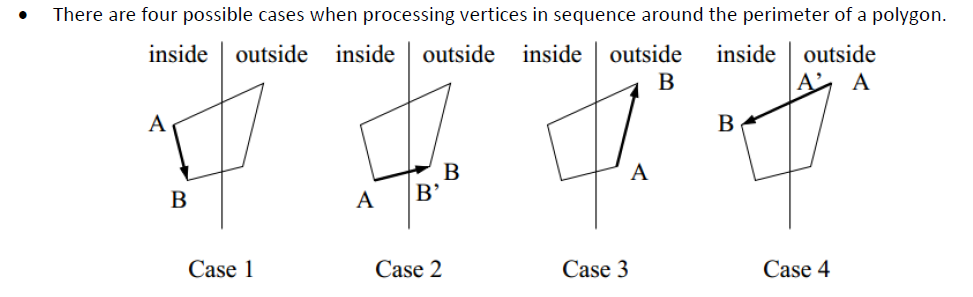 • There are four possible cases when processing vertices in sequence around the perimeter of a polygon.
inside outside inside outside inside outside inside outside
B A’ A
A B
B A
B A B’
Case 1 Case 2 Case 3 Case 4